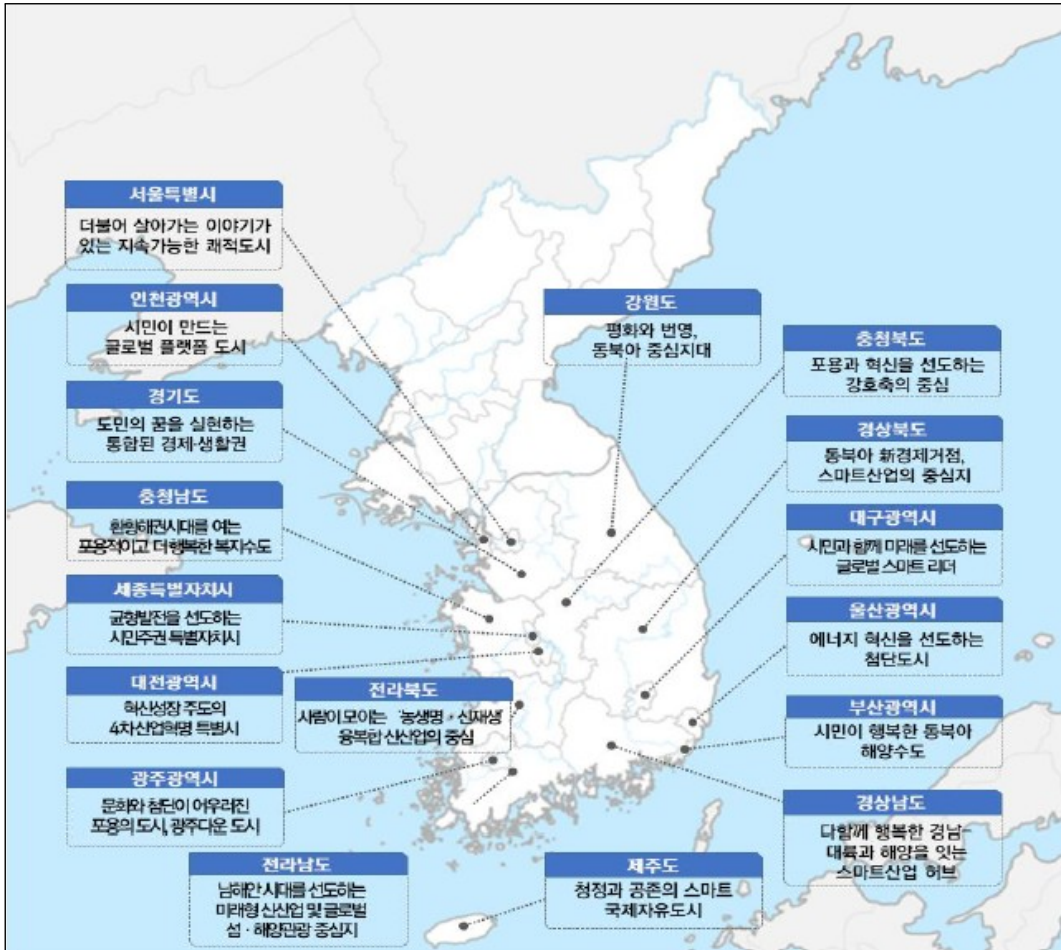 서울특별시
더불어 살아가는 이야기가
있는 지속가능한 쾌적도시
인천광역시
시민이 만드는
글로벌 플랫폼 도시
경기도
도민의 꿈을 실현하는
통합된 경제·생활권
충청남도
환황해권시대를 여는
포용적이고 더 행복한 복지수도
세종특별자치시
균형발전을 선도하는
시민주권 특별자치시
대전광역시
혁신성장 주도의
4차산업혁명 특별시
전라북도
사람이 모이는 '농생명·신재생'
융복합 신산업의 중심
광주광역시
문화와 첨단이 어우러진
포용의 도시, 광주다운 도시
전라남도
남해안 시대를 선도하는
미래형 신산업 및 글로벌
섬·해양관광 중심지
강원도
평화와 번영,
동북아 중심지대
충청북도
포용과 혁신을 선도하는
강호축의 중심
경상북도
동북아 新경제거점,
스마트산업의 중심지
대구광역시
시민과 함께 미래를 선도하는
글로벌 스마트 리더
울산광역시
에너지 혁신을 선도하는
첨단도시
부산광역시
시민이 행복한 동북아
해양수도
경상남도
다함께 행복한 경남-
대륙과 해양을 잇는
스마트산업 허브
제주도
청정과 공존의 스마트
국제자유도시